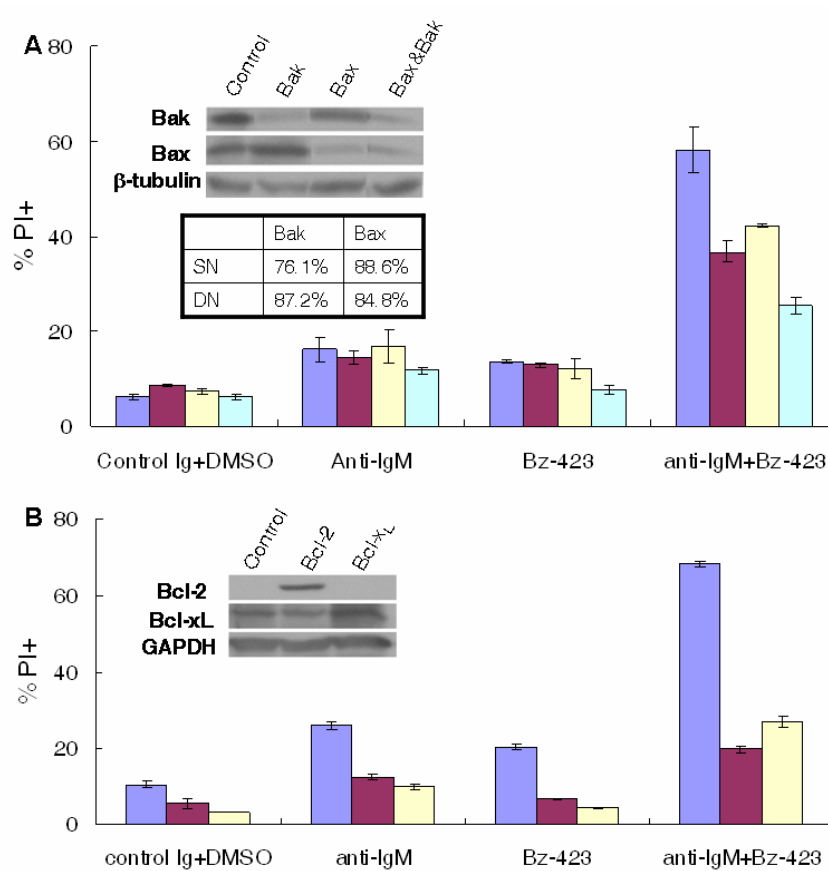 A
80
60
40
20
0
% PI+
Control Bak Bax Bax&Bak
Bak
Bax
β-tubulin
Bak Bax
SN 76.1% 88.6%
DN 87.2% 84.8%
Control Ig+DMSO Anti-IgM Bz-423 anti-IgM+Bz-423
B
80
60
40
20
0
% PI+
Control Bcl-2 Bcl-xL
Bcl-2
Bcl-xL
GAPDH
control Ig+DMSO anti-IgM Bz-423 anti-IgM+Bz-423